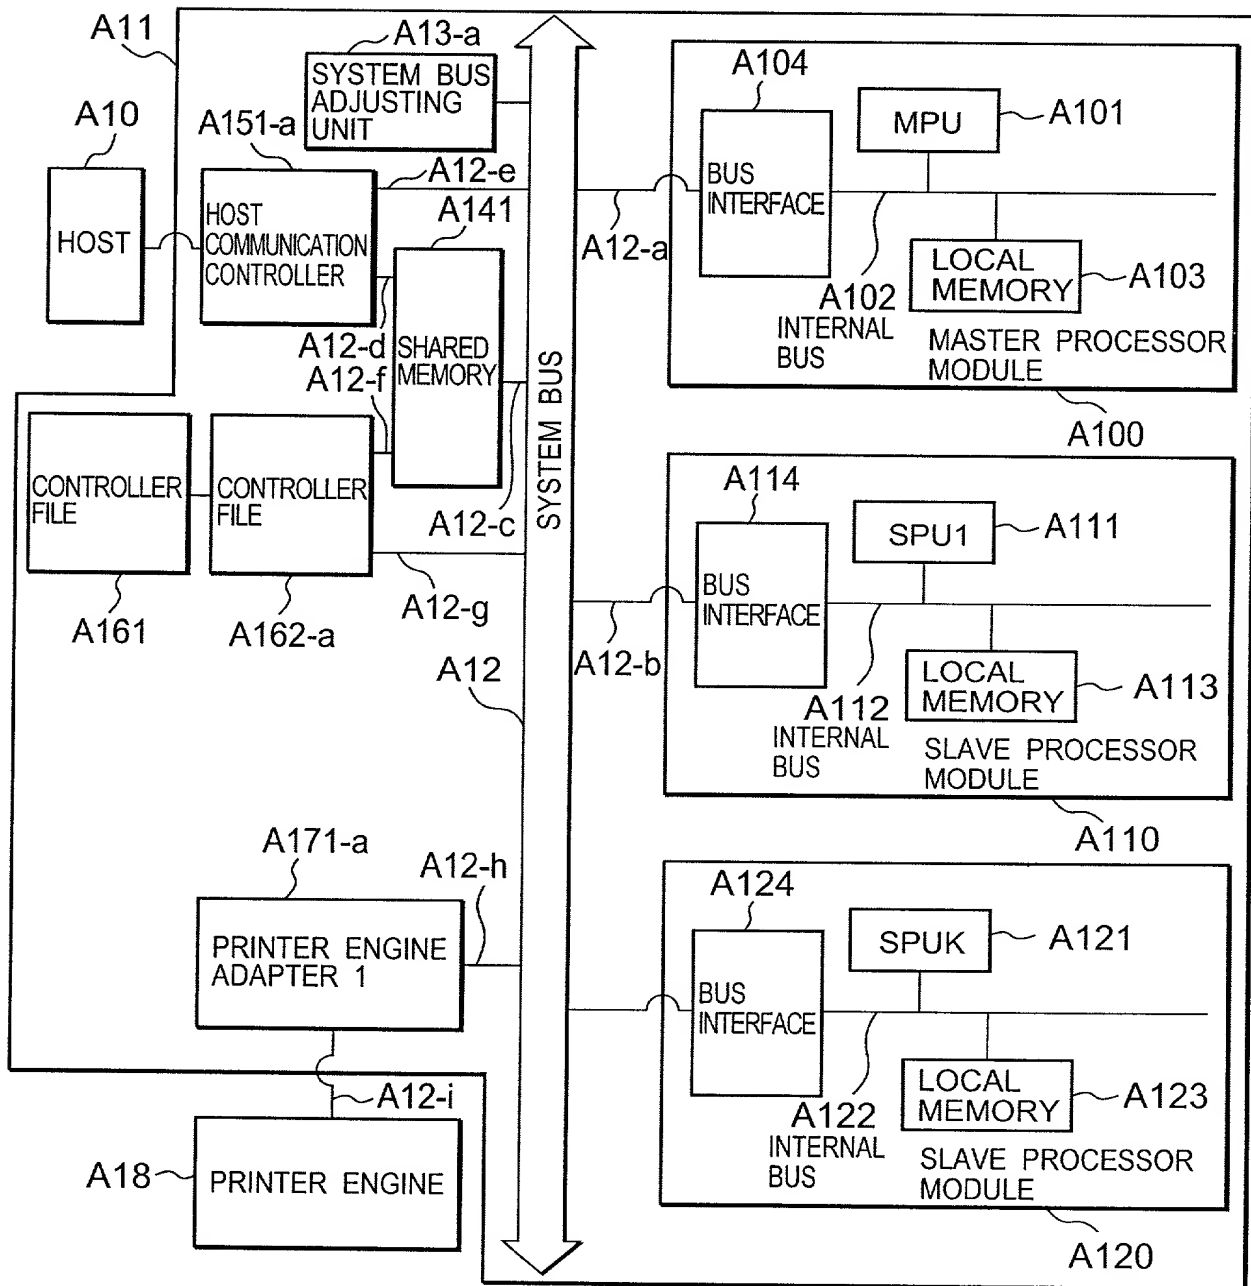 A11
A13-a
SYSTEM BUS
ADJUSTING
UNIT
A10
A151-a
HOST
HOST
COMMUNICATION
CONTROLLER
A12-e
A141
A12-d
A12-f
SHARED
MEMORY
CONTROLLER
FILE
CONTROLLER
FILE
A12-c
A161
A162-a
A12-g
A12
SYSTEM BUS
A171-a
A12-h
PRINTER ENGINE
ADAPTER 1
A12-i
A18
PRINTER ENGINE
A104
MPU
A101
BUS
INTERFACE
A12-a
A102
INTERNAL
BUS
LOCAL
MEMORY
A103
MASTER PROCESSOR
MODULE
A100
A114
SPU1
A111
BUS
INTERFACE
A12-b
A112
INTERNAL
BUS
LOCAL
MEMORY
A113
SLAVE PROCESSOR
MODULE
A110
A124
SPUK
A121
BUS
INTERFACE
A122
INTERNAL
BUS
LOCAL
MEMORY
A123
SLAVE PROCESSOR
MODULE
A120